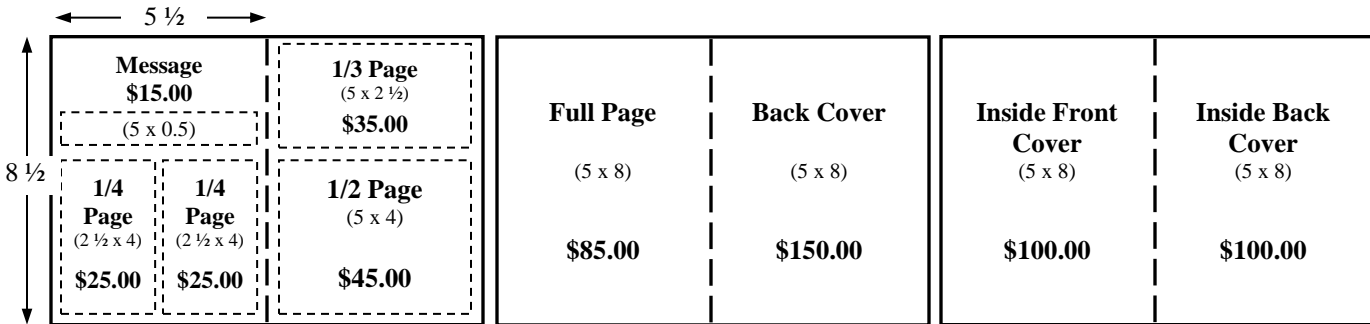 5 ½
8 ½
Message
$15.00
(5 x 0.5)
1/4
Page
(2 ½ x 4)
$25.00
1/4
Page
(2 ½ x 4)
$25.00
1/3 Page
(5 x 2 ½)
$35.00
1/2 Page
(5 x 4)
$45.00
Full Page
(5 x 8)
$85.00
Back Cover
(5 x 8)
$150.00
Inside Front
Cover
(5 x 8)
$100.00
Inside Back
Cover
(5 x 8)
$100.00